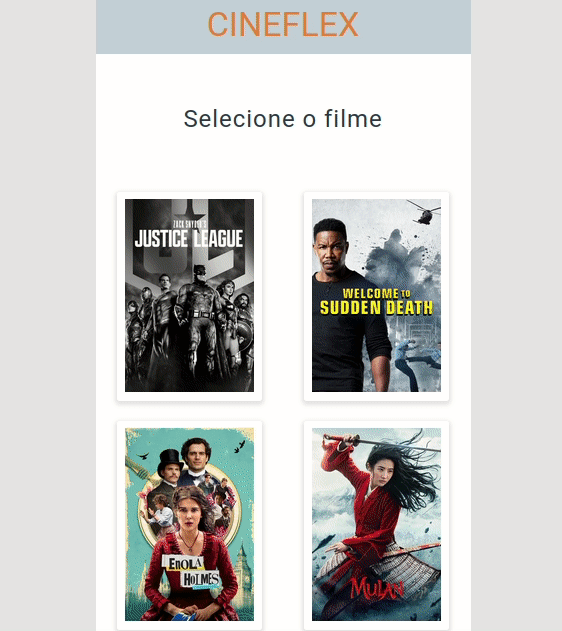 CINEFLEX
Selecione o filme
ZACK SNYDER'S
JUSTICE LEAGUE
WELCOME TO
SUDDEN DEATH
ENOLA
HOLMES
MULAN